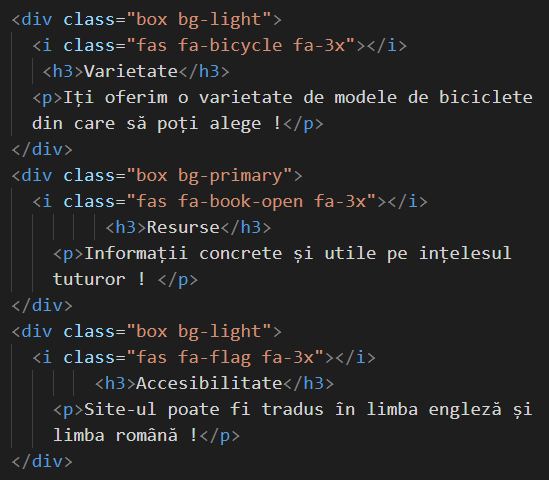 <div class="box bg-light">
<i class="fas fa-bicycle fa-3x"></i>
<h3>Varietate</h3>
<p>Iți oferim o varietate de modele de biciclete
din care să poți alege !</p>
</div>
<div class="box bg-primary">
<i class="fas fa-book-open fa-3x"></i>
<h3>Resurse</h3>
<p>Informații concrete și utile pe ințelesul
tuturor ! </p>
</div>
<div class="box bg-light">
<i class="fas fa-flag fa-3x"></i>
<h3>Accesibilitate</h3>
<p>Site-ul poate fi tradus în limba engleză și
limba română !</p>
</div>